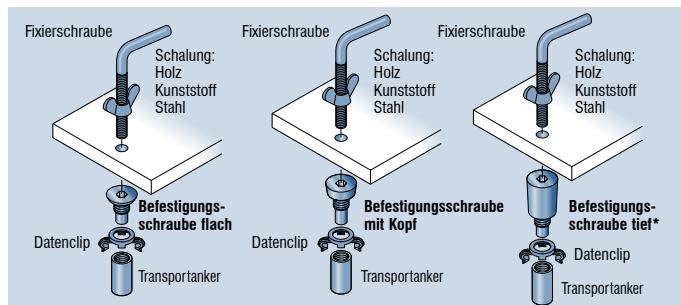 Fixierschraube
Schalung:
Holz
Kunststoff
Stahl
Befestigungs-
schraube flach
Datenclip
Transportanker
Fixierschraube
Schalung:
Holz
Kunststoff
Stahl
Befestigungsschraube
mit Kopf
Datenclip
Transportanker
Fixierschraube
Schalung:
Holz
Kunststoff
Stahl
Befestigungs-
schraube tief*
Datenclip
Transportanker